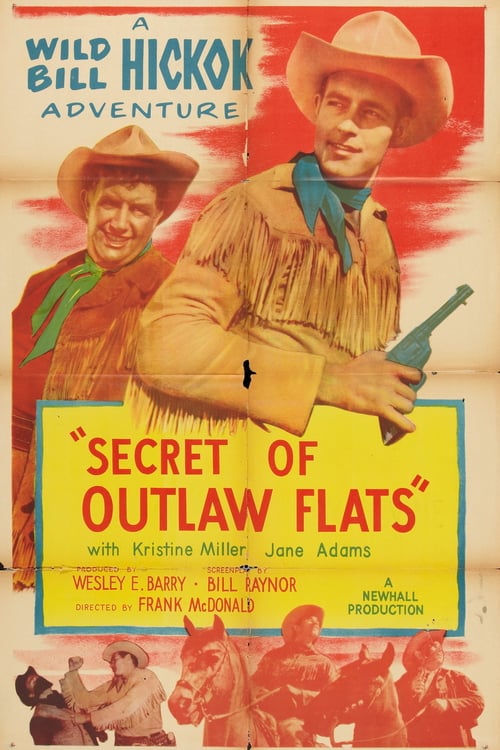 A
WILD BILL HICKOK
ADVENTURE
"SECRET OF
OUTLAW FLATS"
with Kristine Miller Jane Adams
PRODUCED BY
WESLEY E. BARRY · SCREENPLAY BY BILL RAYNOR
DIRECTED BY FRANK McDONALD
A
NEWHALL
PRODUCTION